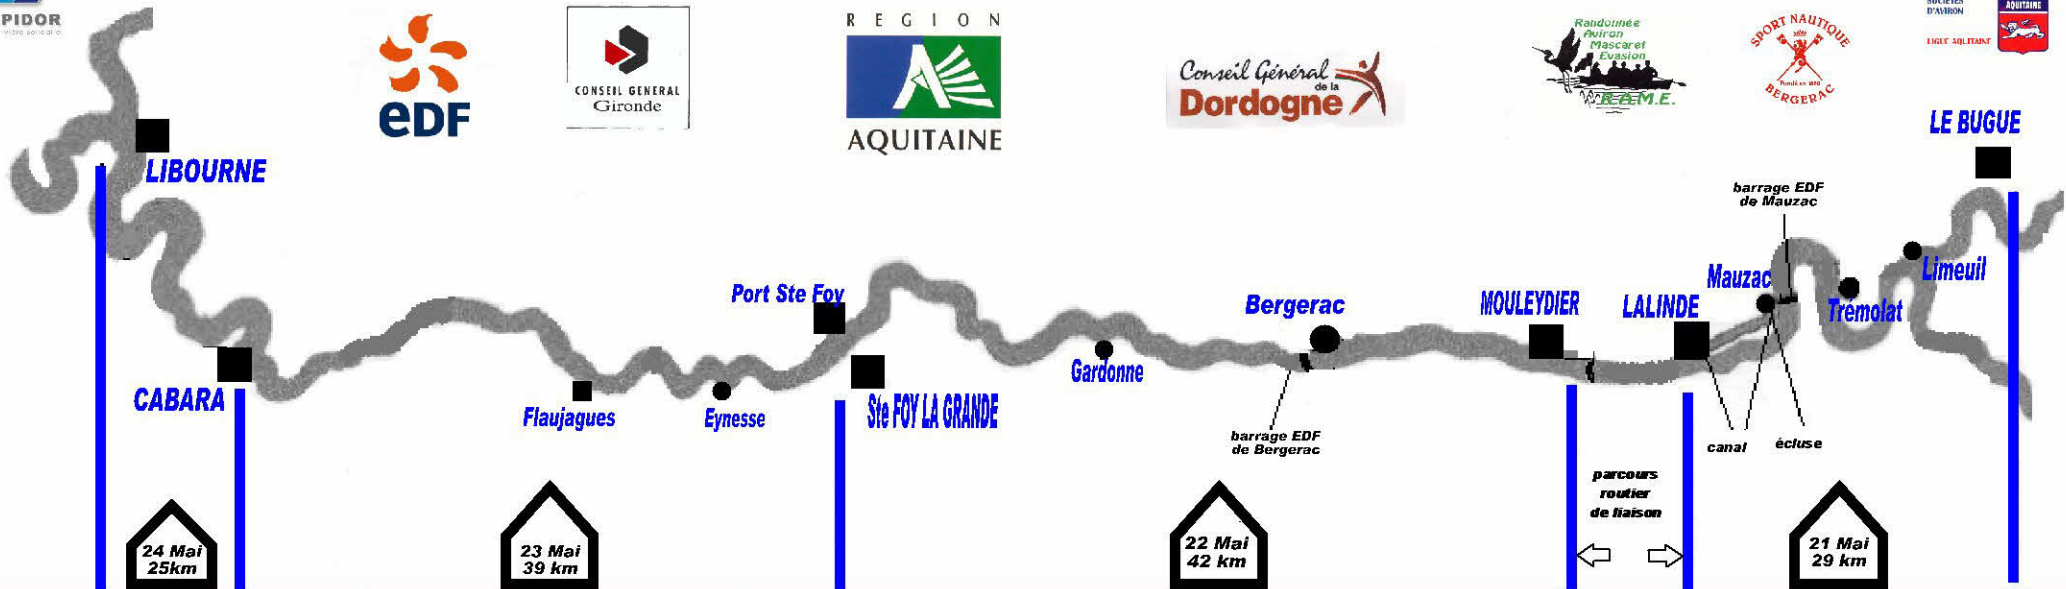 PIDOR
eDF
CONSEIL GENERAL
Gironde
REGION
AQUITAINE
Conseil Général
de la
Dordogne
Randonnée
Aviron
Mascaret
Evasion
R.A.M.E.
SPORT NAUTIQUE
BERGERAC
D'AVIRON
LIGUE AQUITAINE
AQUITAINE
LE BUGUE
LIBOURNE
barrage EDF
de Mauzac
Port Ste Foy
Bergerac
MOULEYDIER
LALINDE
Mauzac
Trémolat
Limeuil
CABARA
Flaujagues
Eynesse
Ste FOY LA GRANDE
Gardonne
barrage EDF
de Bergerac
canal
écluse
parcours
routier
de liaison
24 Mai
25km
23 Mai
39 km
22 Mai
42 km
21 Mai
29 km